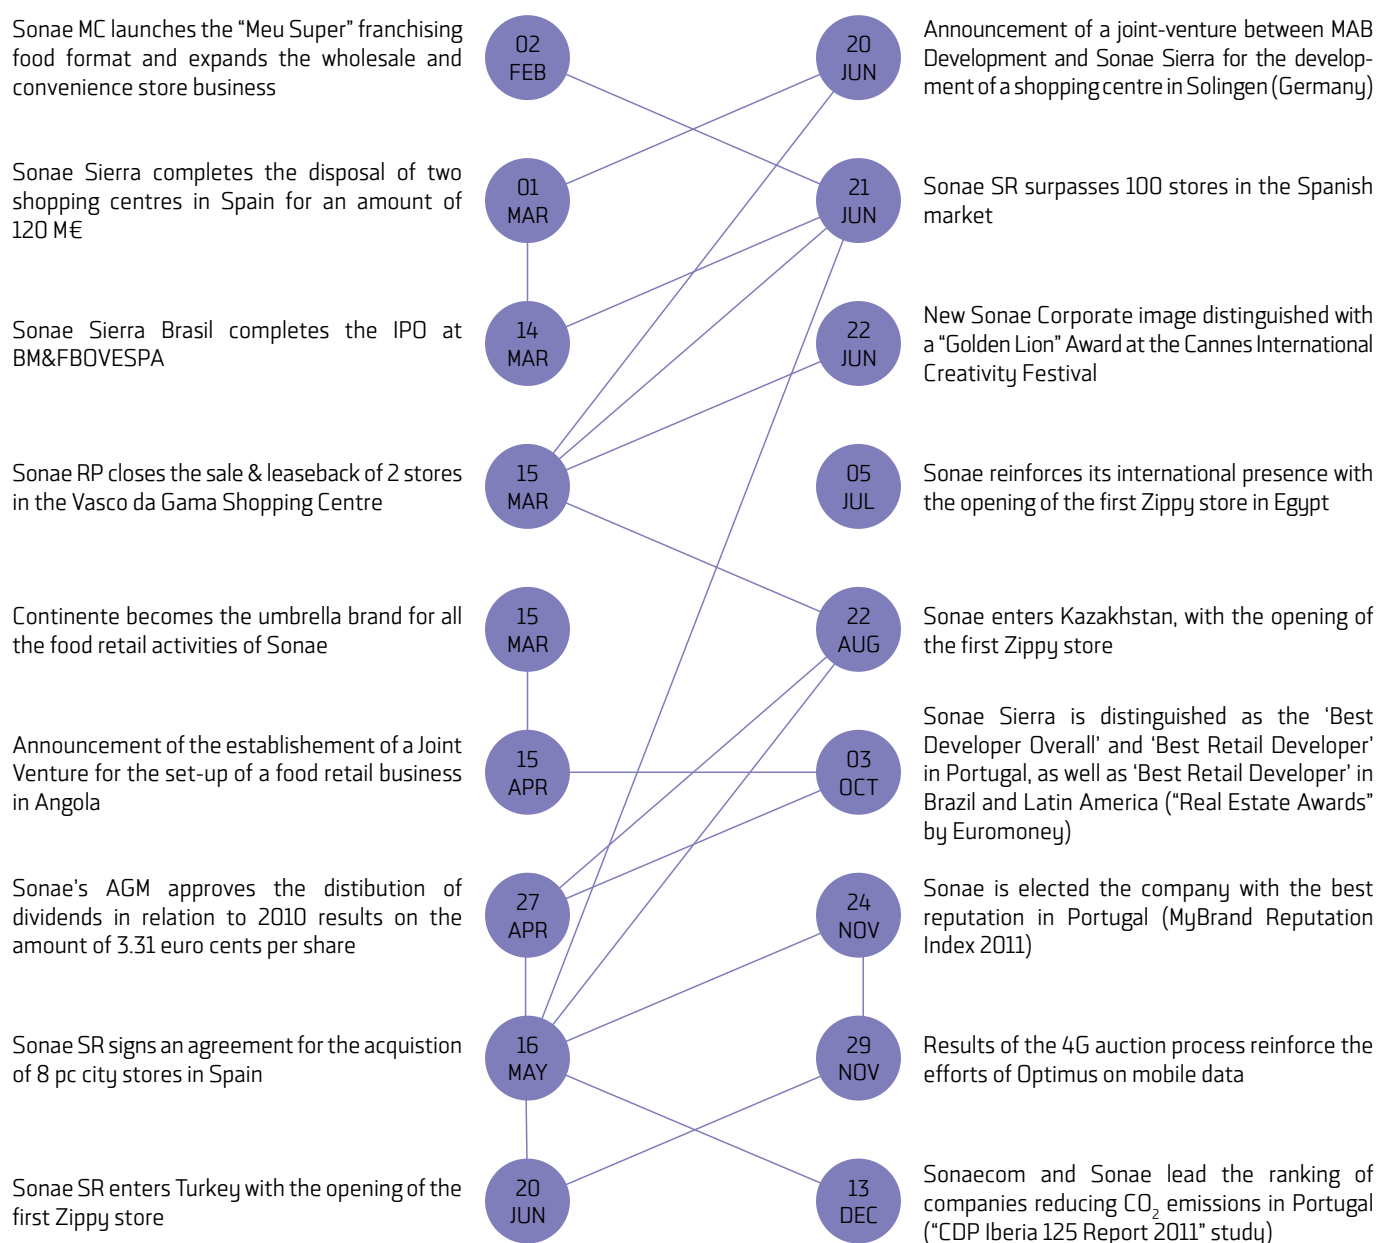 Sonae MC launches the “Meu Super” franchising
food format and expands the wholesale and
convenience store business
02
FEB
Sonae Sierra completes the disposal of two
shopping centres in Spain for an amount of
120 M€
01
MAR
Sonae Sierra Brasil completes the IPO at
BM&FBOVESPA
14
MAR
Sonae RP closes the sale & leaseback of 2 stores
in the Vasco da Gama Shopping Centre
15
MAR
Continente becomes the umbrella brand for all
the food retail activities of Sonae
15
MAR
Announcement of the establishement of a Joint
Venture for the set-up of a food retail business
in Angola
15
APR
Sonae’s AGM approves the distibution of
dividends in relation to 2010 results on the
amount of 3.31 euro cents per share
27
APR
Sonae SR signs an agreement for the acquistion
of 8 pc city stores in Spain
16
MAY
Sonae SR enters Turkey with the opening of the
first Zippy store
20
JUN
20
JUN
Announcement of a joint-venture between MAB
Development and Sonae Sierra for the develop-
ment of a shopping centre in Solingen (Germany)
21
JUN
Sonae SR surpasses 100 stores in the Spanish
market
22
JUN
New Sonae Corporate image distinguished with
a “Golden Lion” Award at the Cannes International
Creativity Festival
05
JUL
Sonae reinforces its international presence with
the opening of the first Zippy store in Egypt
22
AUG
Sonae enters Kazakhstan, with the opening of
the first Zippy store
03
OCT
Sonae Sierra is distinguished as the ‘Best
Developer Overall’ and ‘Best Retail Developer’
in Portugal, as well as ‘Best Retail Developer’ in
Brazil and Latin America (“Real Estate Awards”
by Euromoney)
24
NOV
Sonae is elected the company with the best
reputation in Portugal (MyBrand Reputation
Index 2011)
29
NOV
Results of the 4G auction process reinforce the
efforts of Optimus on mobile data
13
DEC
Sonaecom and Sonae lead the ranking of
companies reducing CO₂ emissions in Portugal
(“CDP Iberia 125 Report 2011” study)